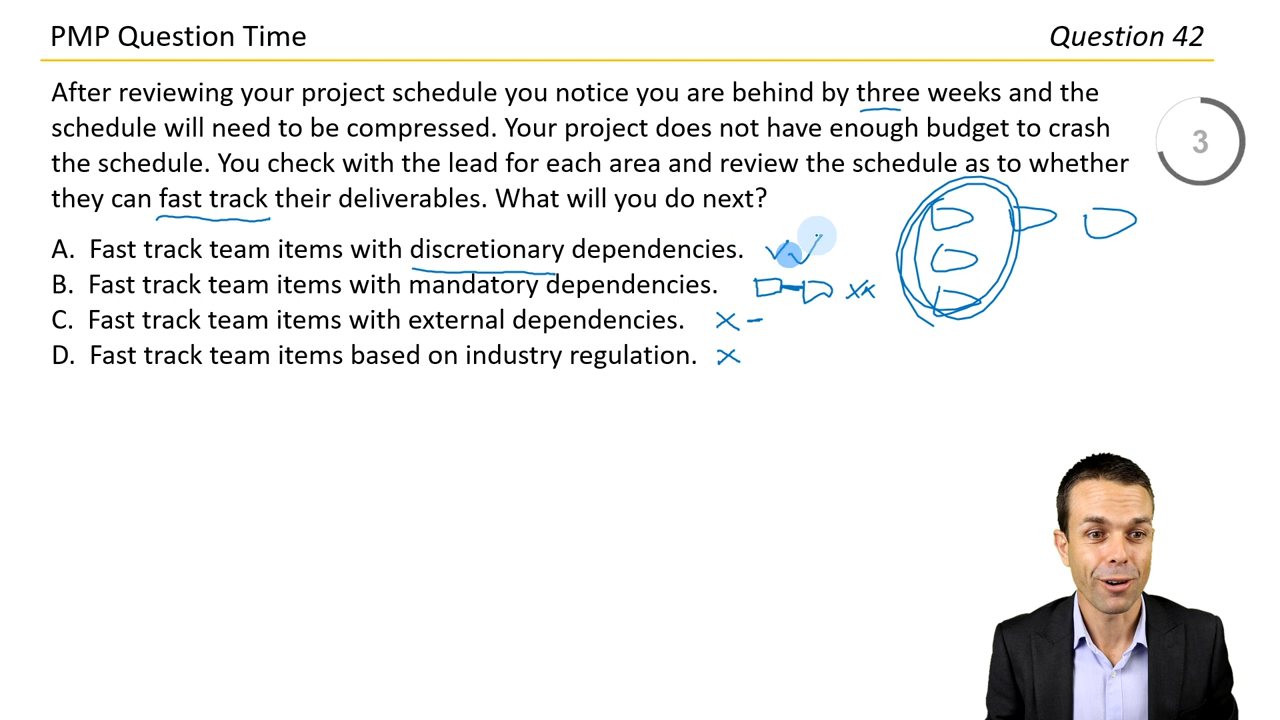 PMP Question Time
Question 42
After reviewing your project schedule you notice you are behind by three weeks and the
schedule will need to be compressed. Your project does not have enough budget to crash
the schedule. You check with the lead for each area and review the schedule as to whether
they can fast track their deliverables. What will you do next?
3
A. Fast track team items with discretionary dependencies.
B. Fast track team items with mandatory dependencies.
C. Fast track team items with external dependencies.
D. Fast track team items based on industry regulation.